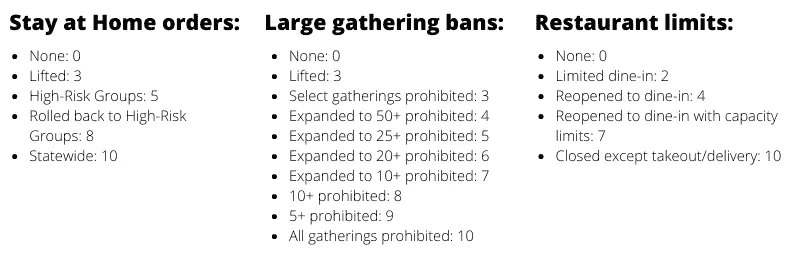 Stay at Home orders:
None: 0
Lifted: 3
High-Risk Groups: 5
Rolled back to High-Risk
Groups: 8
Statewide: 10
Large gathering bans:
None: 0
Lifted: 3
Select gatherings prohibited: 3
Expanded to 50+ prohibited: 4
Expanded to 25+ prohibited: 5
Expanded to 20+ prohibited: 6
Expanded to 10+ prohibited: 7
10+ prohibited: 8
5+ prohibited: 9
All gatherings prohibited: 10
Restaurant limits:
None: 0
Limited dine-in: 2
Reopened to dine-in: 4
Reopened to dine-in with capacity
limits: 7
Closed except takeout/delivery: 10